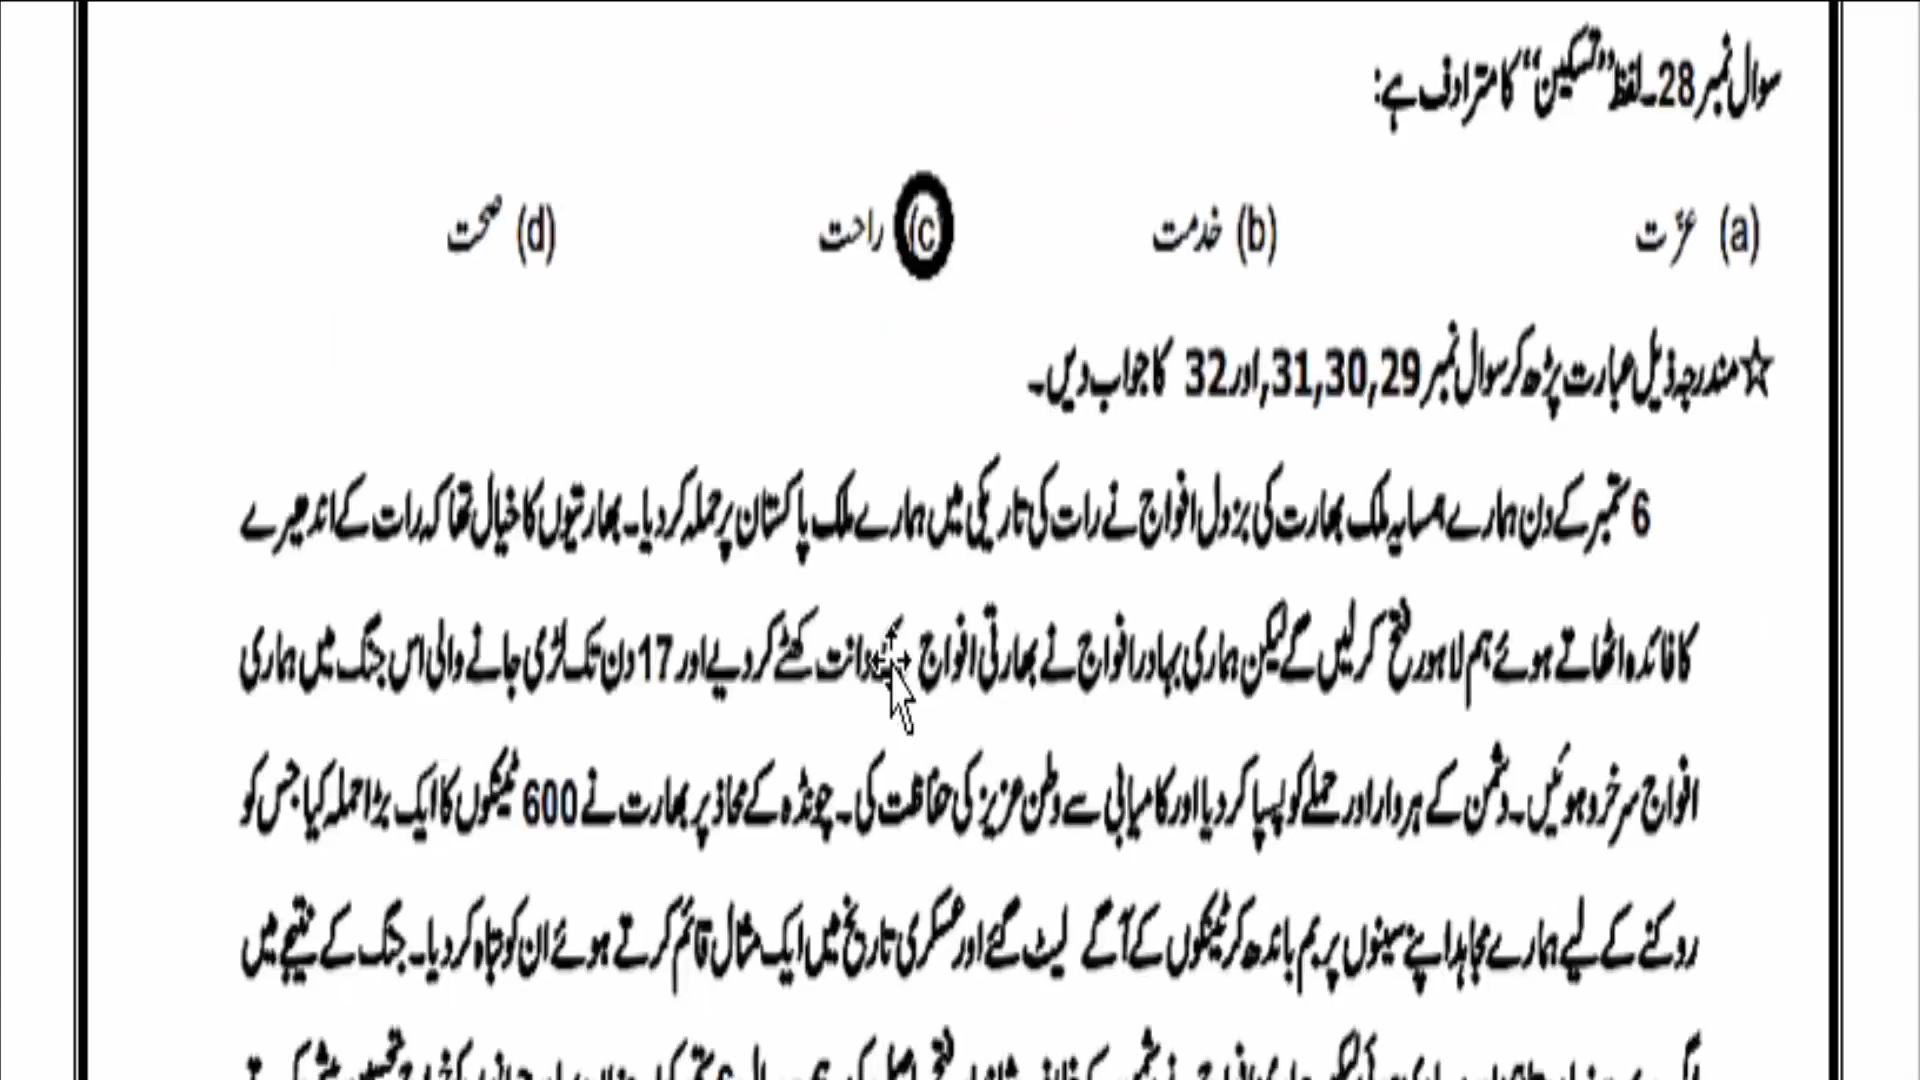 سوال نمبر 28۔ لفظ ”تسکین“ کا مترادف ہے:
(a) عزّت (b) خدمت (c) راحت (d) صحت
☆ مندرجہ ذیل عبارت پڑھ کر سوال نمبر 29,30,31, اور 32 کا جواب دیں۔
6 ستمبر کے دن ہمارے ہمسایہ ملک بھارت کی بزدل افواج نے رات کی تاریکی میں ہمارے ملک پاکستان پر حملہ کر دیا۔ بھارتیوں کا خیال تھا کہ رات کے اندھیرے
کا فائدہ اٹھاتے ہوئے ہم لاہور فتح کر لیں گے لیکن ہماری بہادر افواج نے بھارتی افواج دانت کھٹے کر دیے اور 17 دن تک لڑی جانے والی اس جنگ میں ہماری
افواج سرخرو ہوئیں۔ دشمن کے ہر وار اور حملے کو پسپا کر دیا اور کامیابی سے وطن عزیز کی حفاظت کی۔ چونڈہ کے محاذ پر بھارت نے 600 ٹینکوں کا ایک بڑا حملہ کیا جس کو
روکنے کے لیے ہمارے مجاہد اپنے سینوں پر بم باندھ کر ٹینکوں کے آگے لیٹ گئے اور عسکری تاریخ میں ایک مثال قائم کرتے ہوئے ان کو تباہ کر دیا۔ جنگ کے نتیجے میں